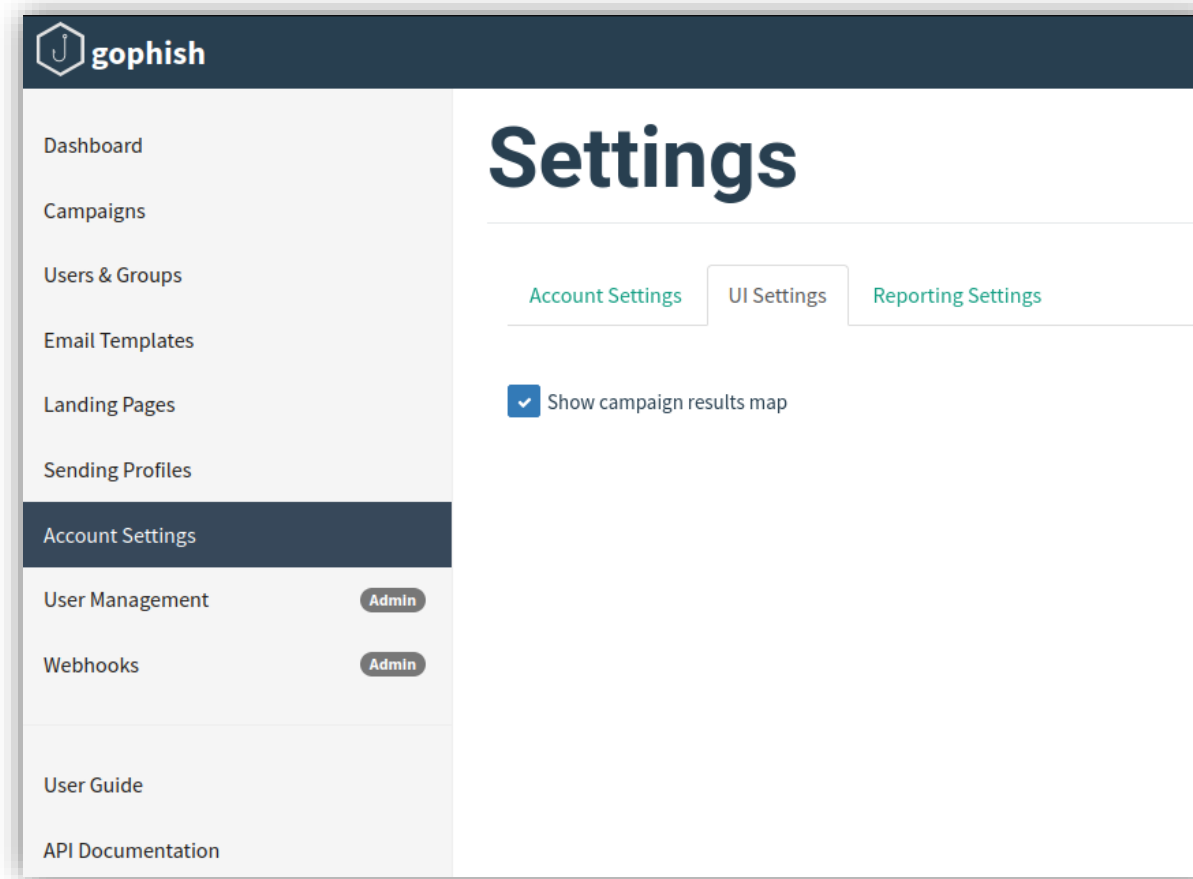 gophish
Dashboard
Campaigns
Users & Groups
Email Templates
Landing Pages
Sending Profiles
Account Settings
User Management Admin
Webhooks Admin
User Guide
API Documentation
Settings
Account Settings UI Settings Reporting Settings
Show campaign results map